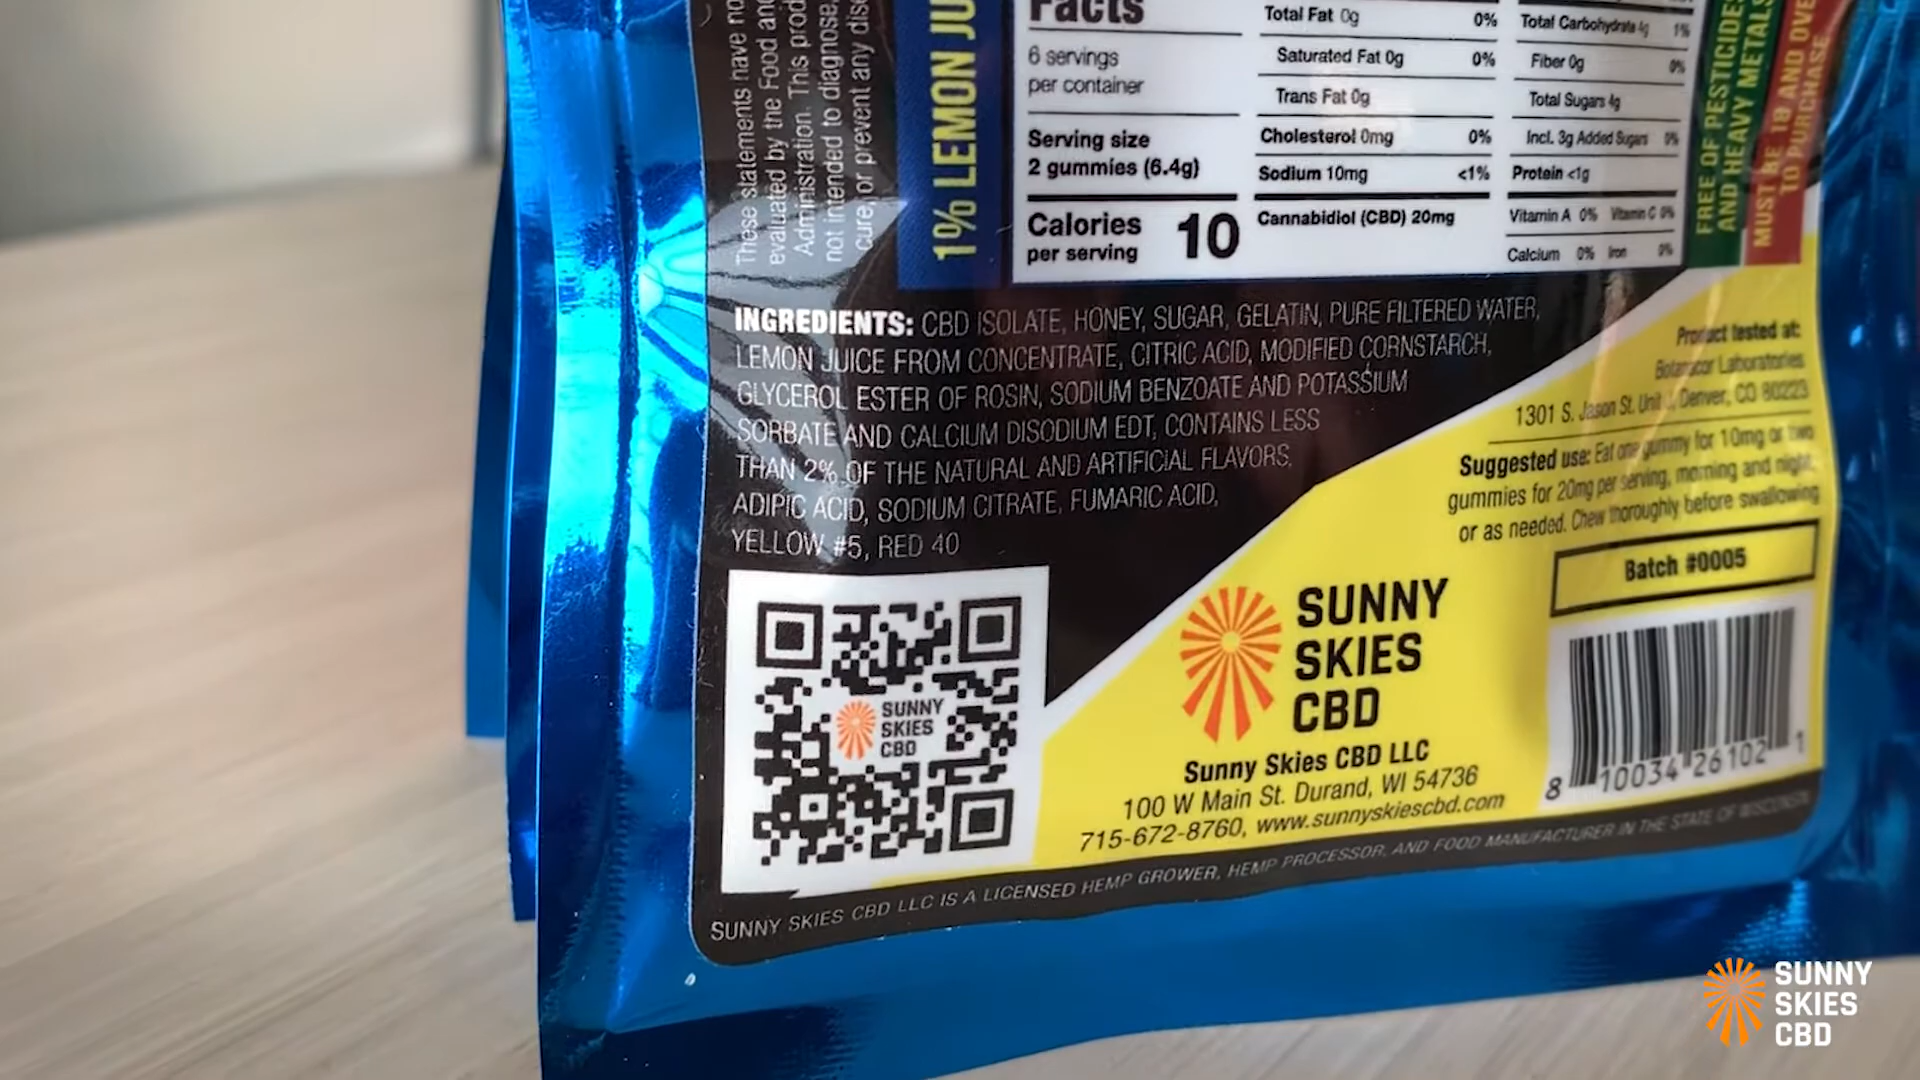 These statements have no
evaluated by the Food and
Administration. This prod
not intended to diagnose,
cure, or prevent any dise
1% LEMON JU
Facts
6 servings
per container
Serving size
2 gummies (6.4g)
Calories
per serving
10
Total Fat 0g 0%
Saturated Fat 0g 0%
Trans Fat 0g
Cholesterol 0mg 0%
Sodium 10mg <1%
Cannabidiol (CBD) 20mg
Total Carbohydrate 4g 1%
Fiber 0g 0%
Total Sugars 4g
Incl. 3g Added Sugars 0%
Protein <1g
Vitamin A 0% Vitamin C 0%
Calcium 0% Iron 0%
FREE OF PESTICIDES
AND HEAVY METALS
MUST BE 18 AND OVE
TO PURCHASE
INGREDIENTS: CBD ISOLATE, HONEY, SUGAR, GELATIN, PURE FILTERED WATER,
LEMON JUICE FROM CONCENTRATE, CITRIC ACID, MODIFIED CORNSTARCH,
GLYCEROL ESTER OF ROSIN, SODIUM BENZOATE AND POTASSIUM
SORBATE AND CALCIUM DISODIUM EDT, CONTAINS LESS
THAN 2% OF THE NATURAL AND ARTIFICIAL FLAVORS,
ADIPIC ACID, SODIUM CITRATE, FUMARIC ACID,
YELLOW #5, RED 40
Product tested at:
Botanacor Laboratories
1301 S. Jason St. Unit Denver, CO 80223
Suggested use: Eat one gummy for 10mg or two
gummies for 20mg per serving, morning and night,
or as needed. Chew thoroughly before swallowing
Batch #0005
SUNNY
SKIES
CBD
SUNNY
SKIES
CBD
Sunny Skies CBD LLC
100 W Main St. Durand, WI 54736
715-672-8760, www.sunnyskiescbd.com
8 10034 26102 1
SUNNY SKIES CBD LLC IS A LICENSED HEMP GROWER, HEMP PROCESSOR, AND FOOD MANUFACTURER IN THE STATE OF WISCONSIN
SUNNY
SKIES
CBD